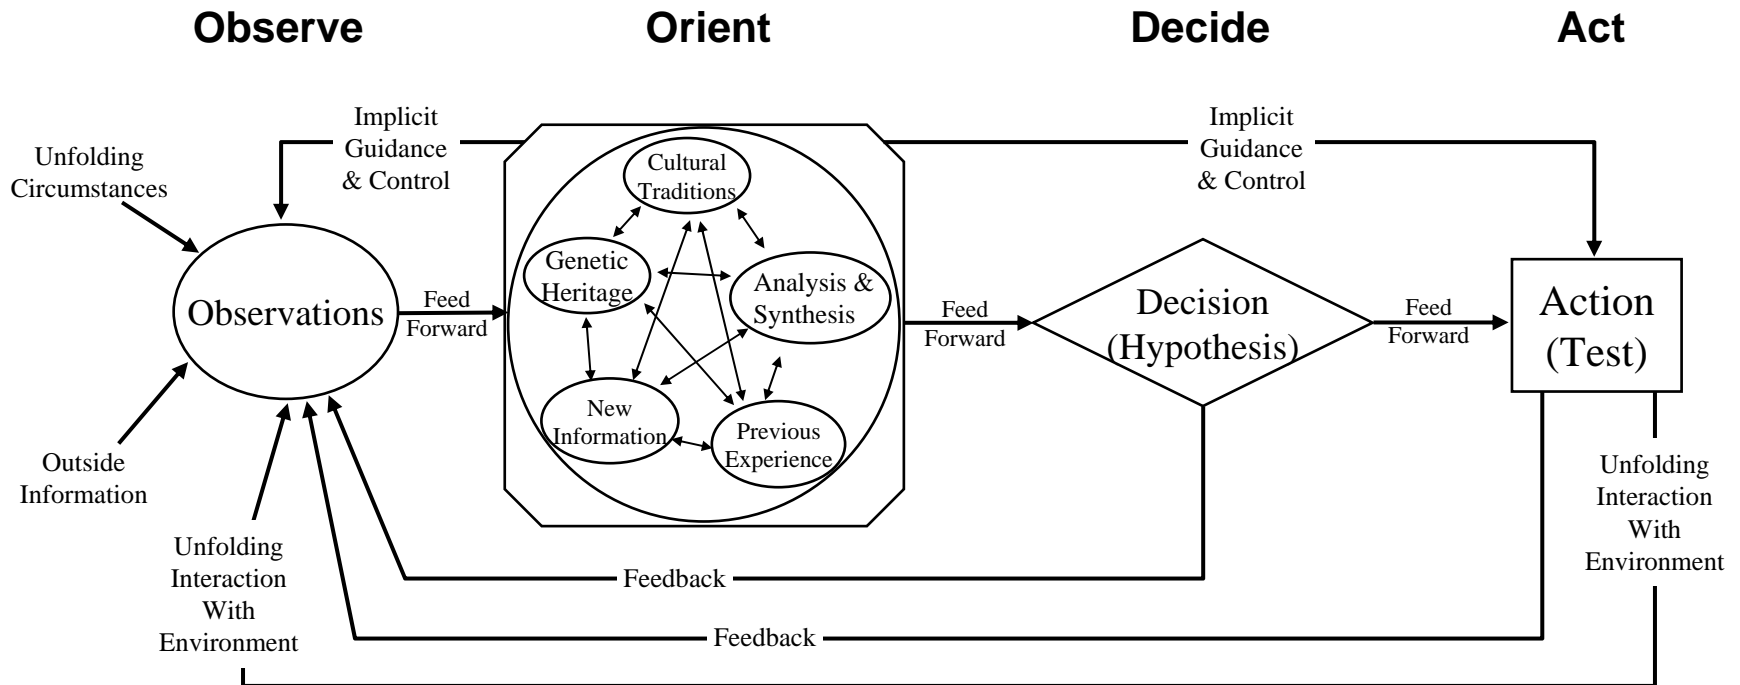 Observe
Orient
Decide
Act
Implicit
Guidance
& Control
Implicit
Guidance
& Control
Unfolding
Circumstances
Cultural
Traditions
Genetic
Heritage
Analysis &
Synthesis
Observations
Feed
Forward
Feed
Forward
Decision
(Hypothesis)
Feed
Forward
Action
(Test)
New
Information
Previous
Experience
Outside
Information
Unfolding
Interaction
With
Environment
Unfolding
Interaction
With
Environment
Feedback
Feedback